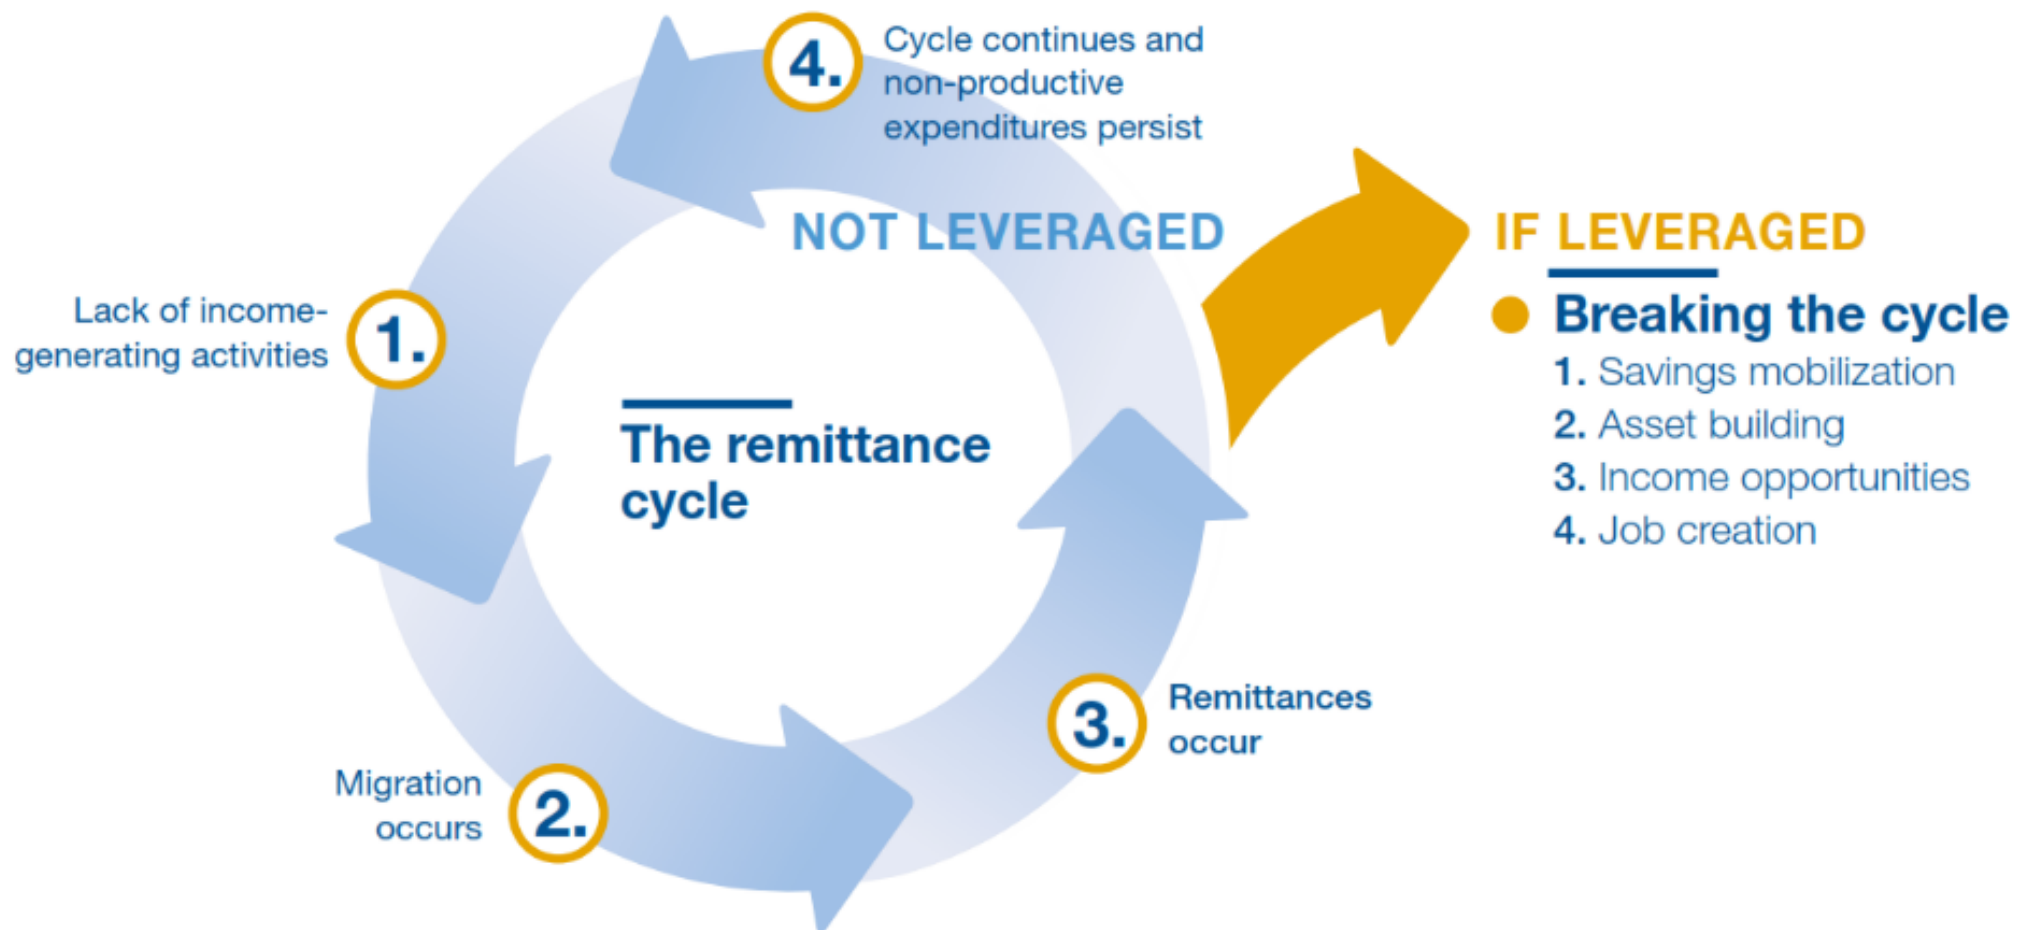 4.
Cycle continues and
non-productive
expenditures persist
NOT LEVERAGED
IF LEVERAGED
Breaking the cycle
1. Savings mobilization
2. Asset building
3. Income opportunities
4. Job creation
Lack of income-
generating activities
1.
The remittance
cycle
Migration
occurs
2.
3.
Remittances
occur